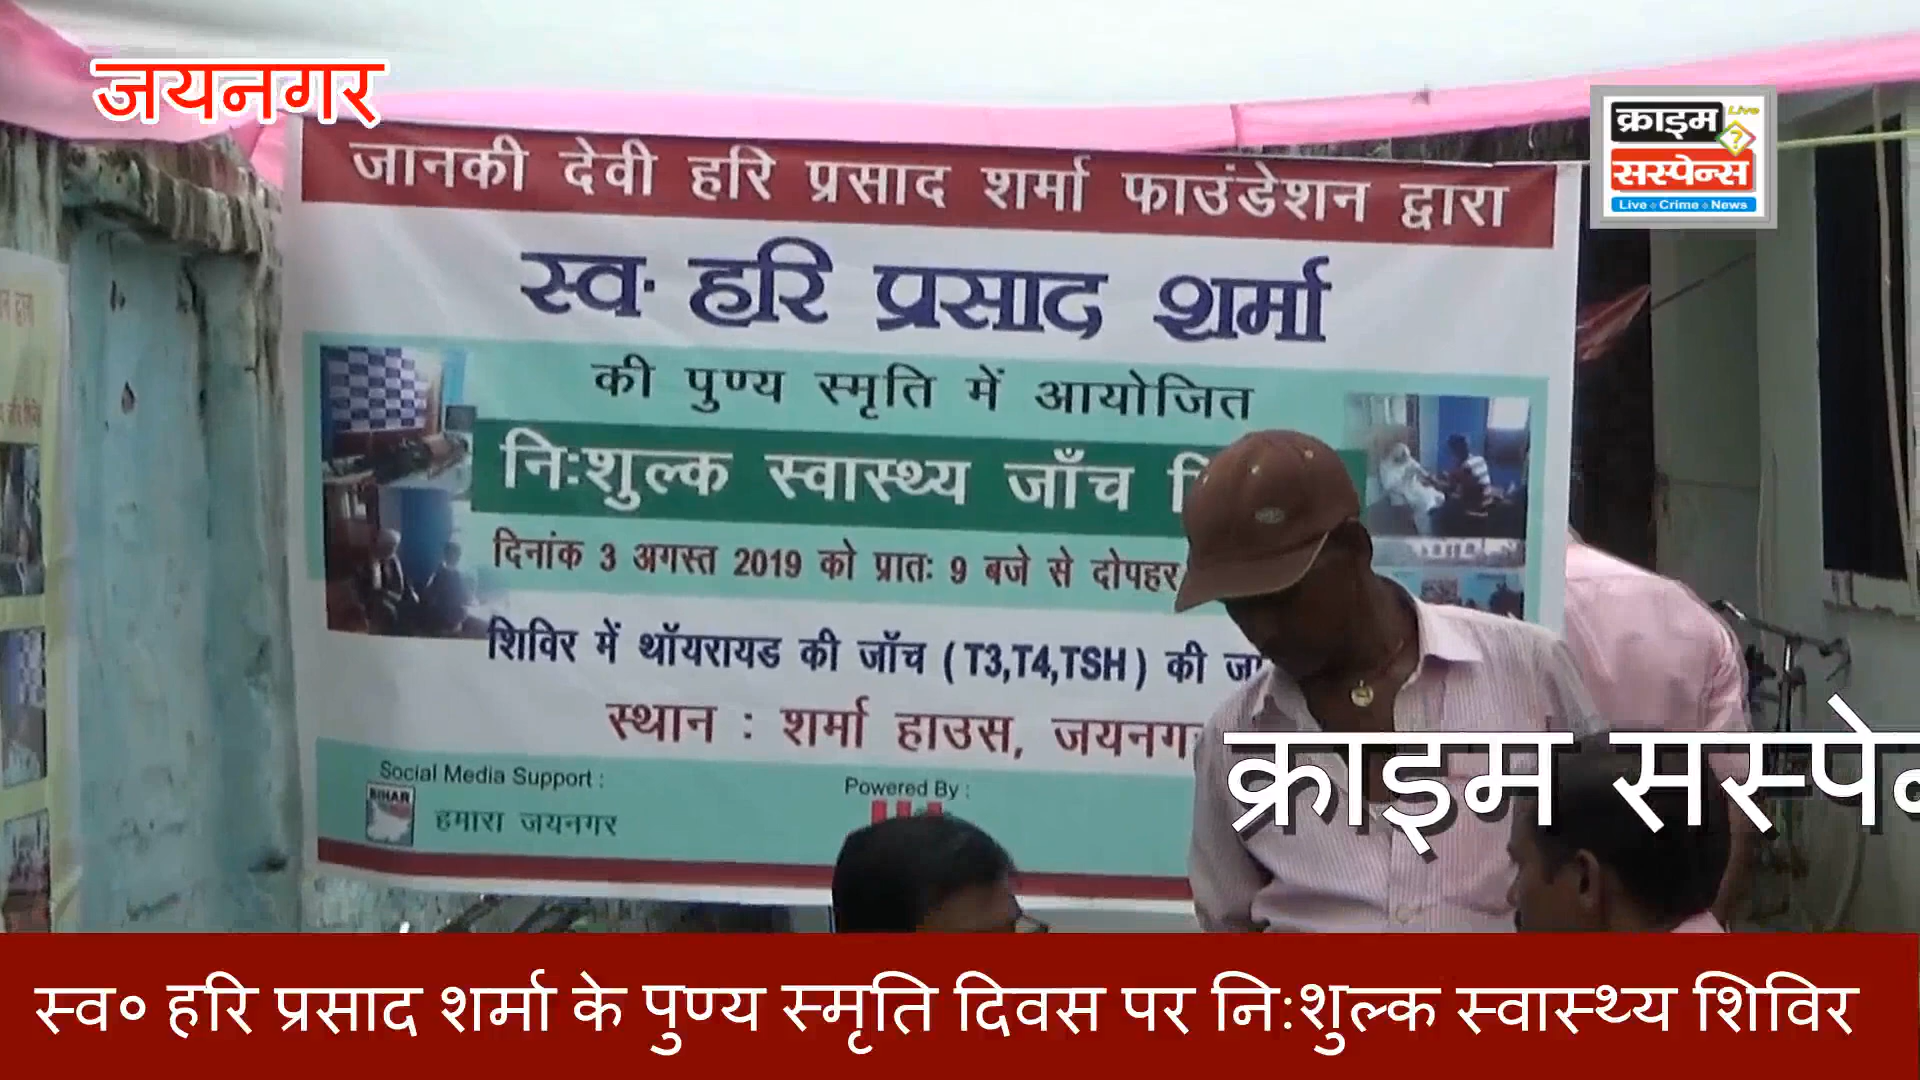 जयनगर
क्राइम Live
?
सस्पेन्स
Live Crime News
जानकी देवी हरि प्रसाद शर्मा फाउंडेशन द्वारा
स्व. हरि प्रसाद शर्मा
की पुण्य स्मृति में आयोजित
निःशुल्क स्वास्थ्य जाँच
दिनांक 3 अगस्त 2019 को प्रातः 9 बजे से दोपहर
शिविर में थॉयरायड की जॉच ( T3,T4,TSH ) की
स्थान : शर्मा हाउस,
Social Media Support :
Powered By :
BIHAR
हमारा जयनगर
क्राइम
स्व० हरि प्रसाद शर्मा के पुण्य स्मृति दिवस पर निःशुल्क स्वास्थ्य शिविर